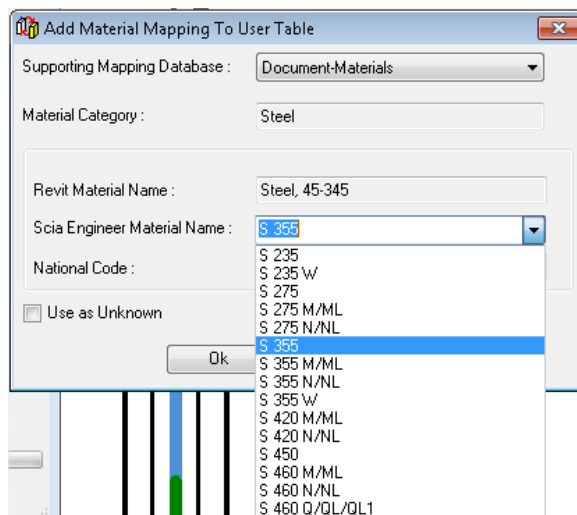 Add Material Mapping To User Table
Supporting Mapping Database : Document-Materials
Material Category : Steel
Revit Material Name : Steel, 45-345
Scia Engineer Material Name : S 355
National Code :
S 235
S 235 W
S 275
Use as Unknown
S 275 M/ML
S 275 N/NL
S 355
Ok
S 355 M/ML
S 355 N/NL
S 355 W
S 420 M/ML
S 420 N/NL
S 450
S 460 M/ML
S 460 N/NL
S 460 Q/QL/QL1